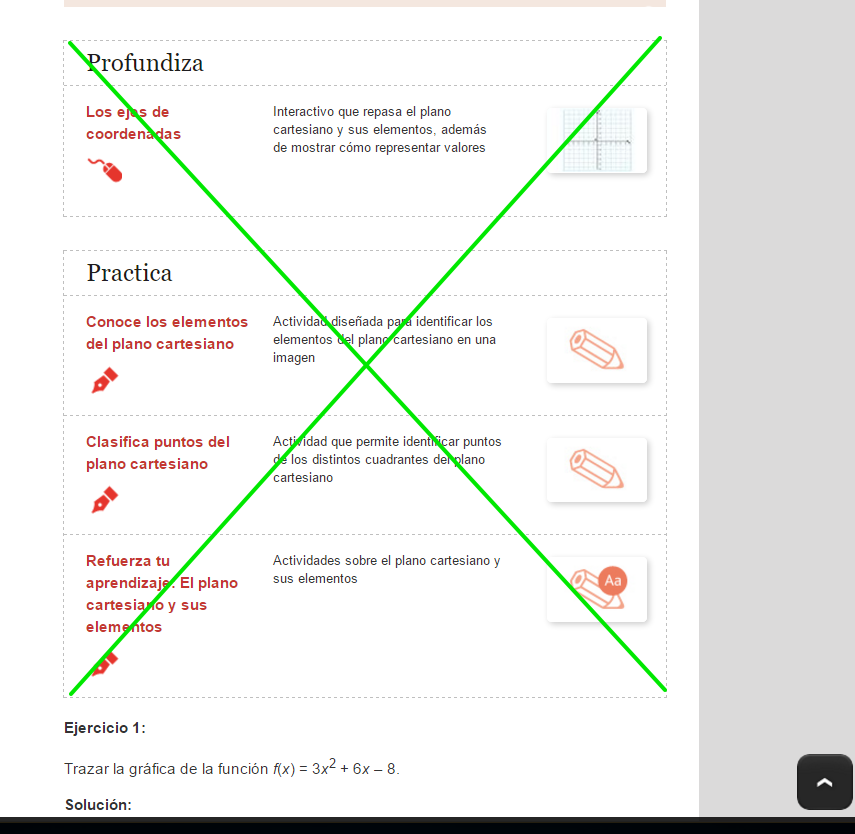 Profundiza
Los ejes de
coordenadas
Interactivo que repasa el plano
cartesiano y sus elementos, además
de mostrar cómo representar valores
Practica
Conoce los elementos
del plano cartesiano
Actividad diseñada para identificar los
elementos del plano cartesiano en una
imagen
Clasifica puntos del
plano cartesiano
Actividad que permite identificar puntos
de los distintos cuadrantes del plano
cartesiano
Refuerza tu
aprendizaje: El plano
cartesiano y sus
elementos
Actividades sobre el plano cartesiano y
sus elementos
Aa
Ejercicio 1:
Trazar la gráfica de la función f(x) = 3x² + 6x – 8.
Solución: